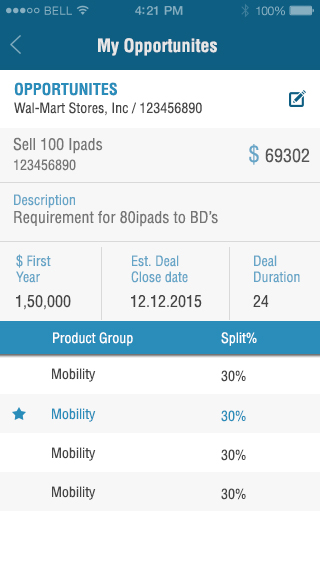 BELL 4:21 PM 100%
My Opportunites
OPPORTUNITES
Wal-Mart Stores, Inc / 123456890
Sell 100 Ipads
123456890
$ 69302
Description
Requirement for 80ipads to BD's
$ First Year
Est. Deal Close date
Deal Duration
1,50,000
12.12.2015
24
Product Group Split%
Mobility 30%
Mobility 30%
Mobility 30%
Mobility 30%